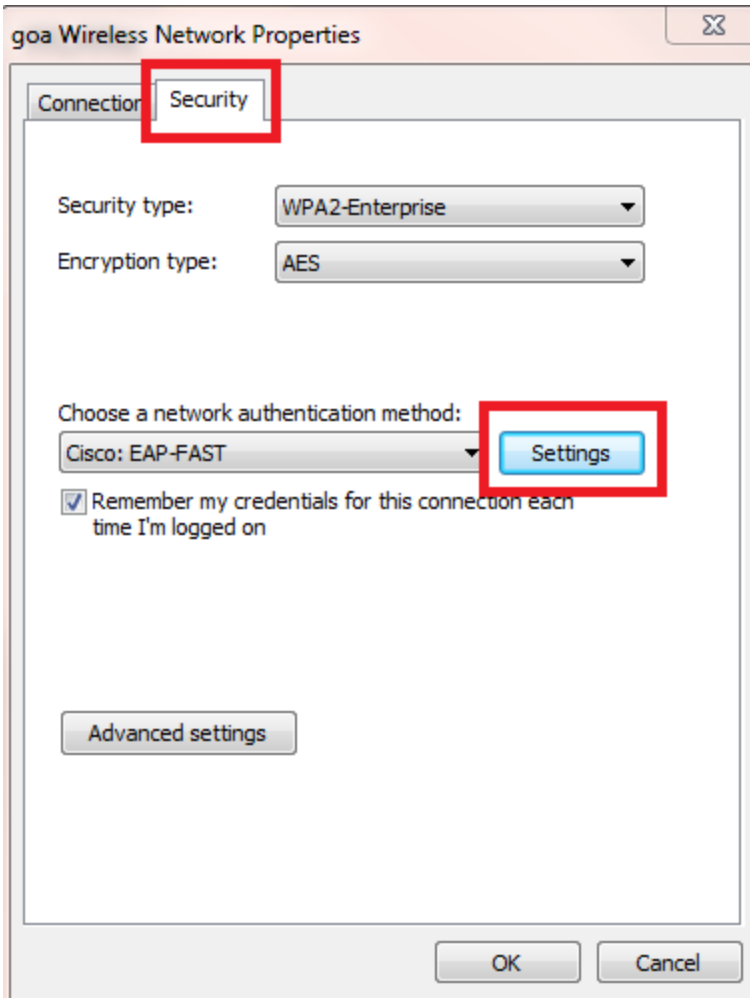 goa Wireless Network Properties
Connection Security
Security type: WPA2-Enterprise
Encryption type: AES
Choose a network authentication method:
Cisco: EAP-FAST Settings
Remember my credentials for this connection each
time I'm logged on
Advanced settings
OK Cancel